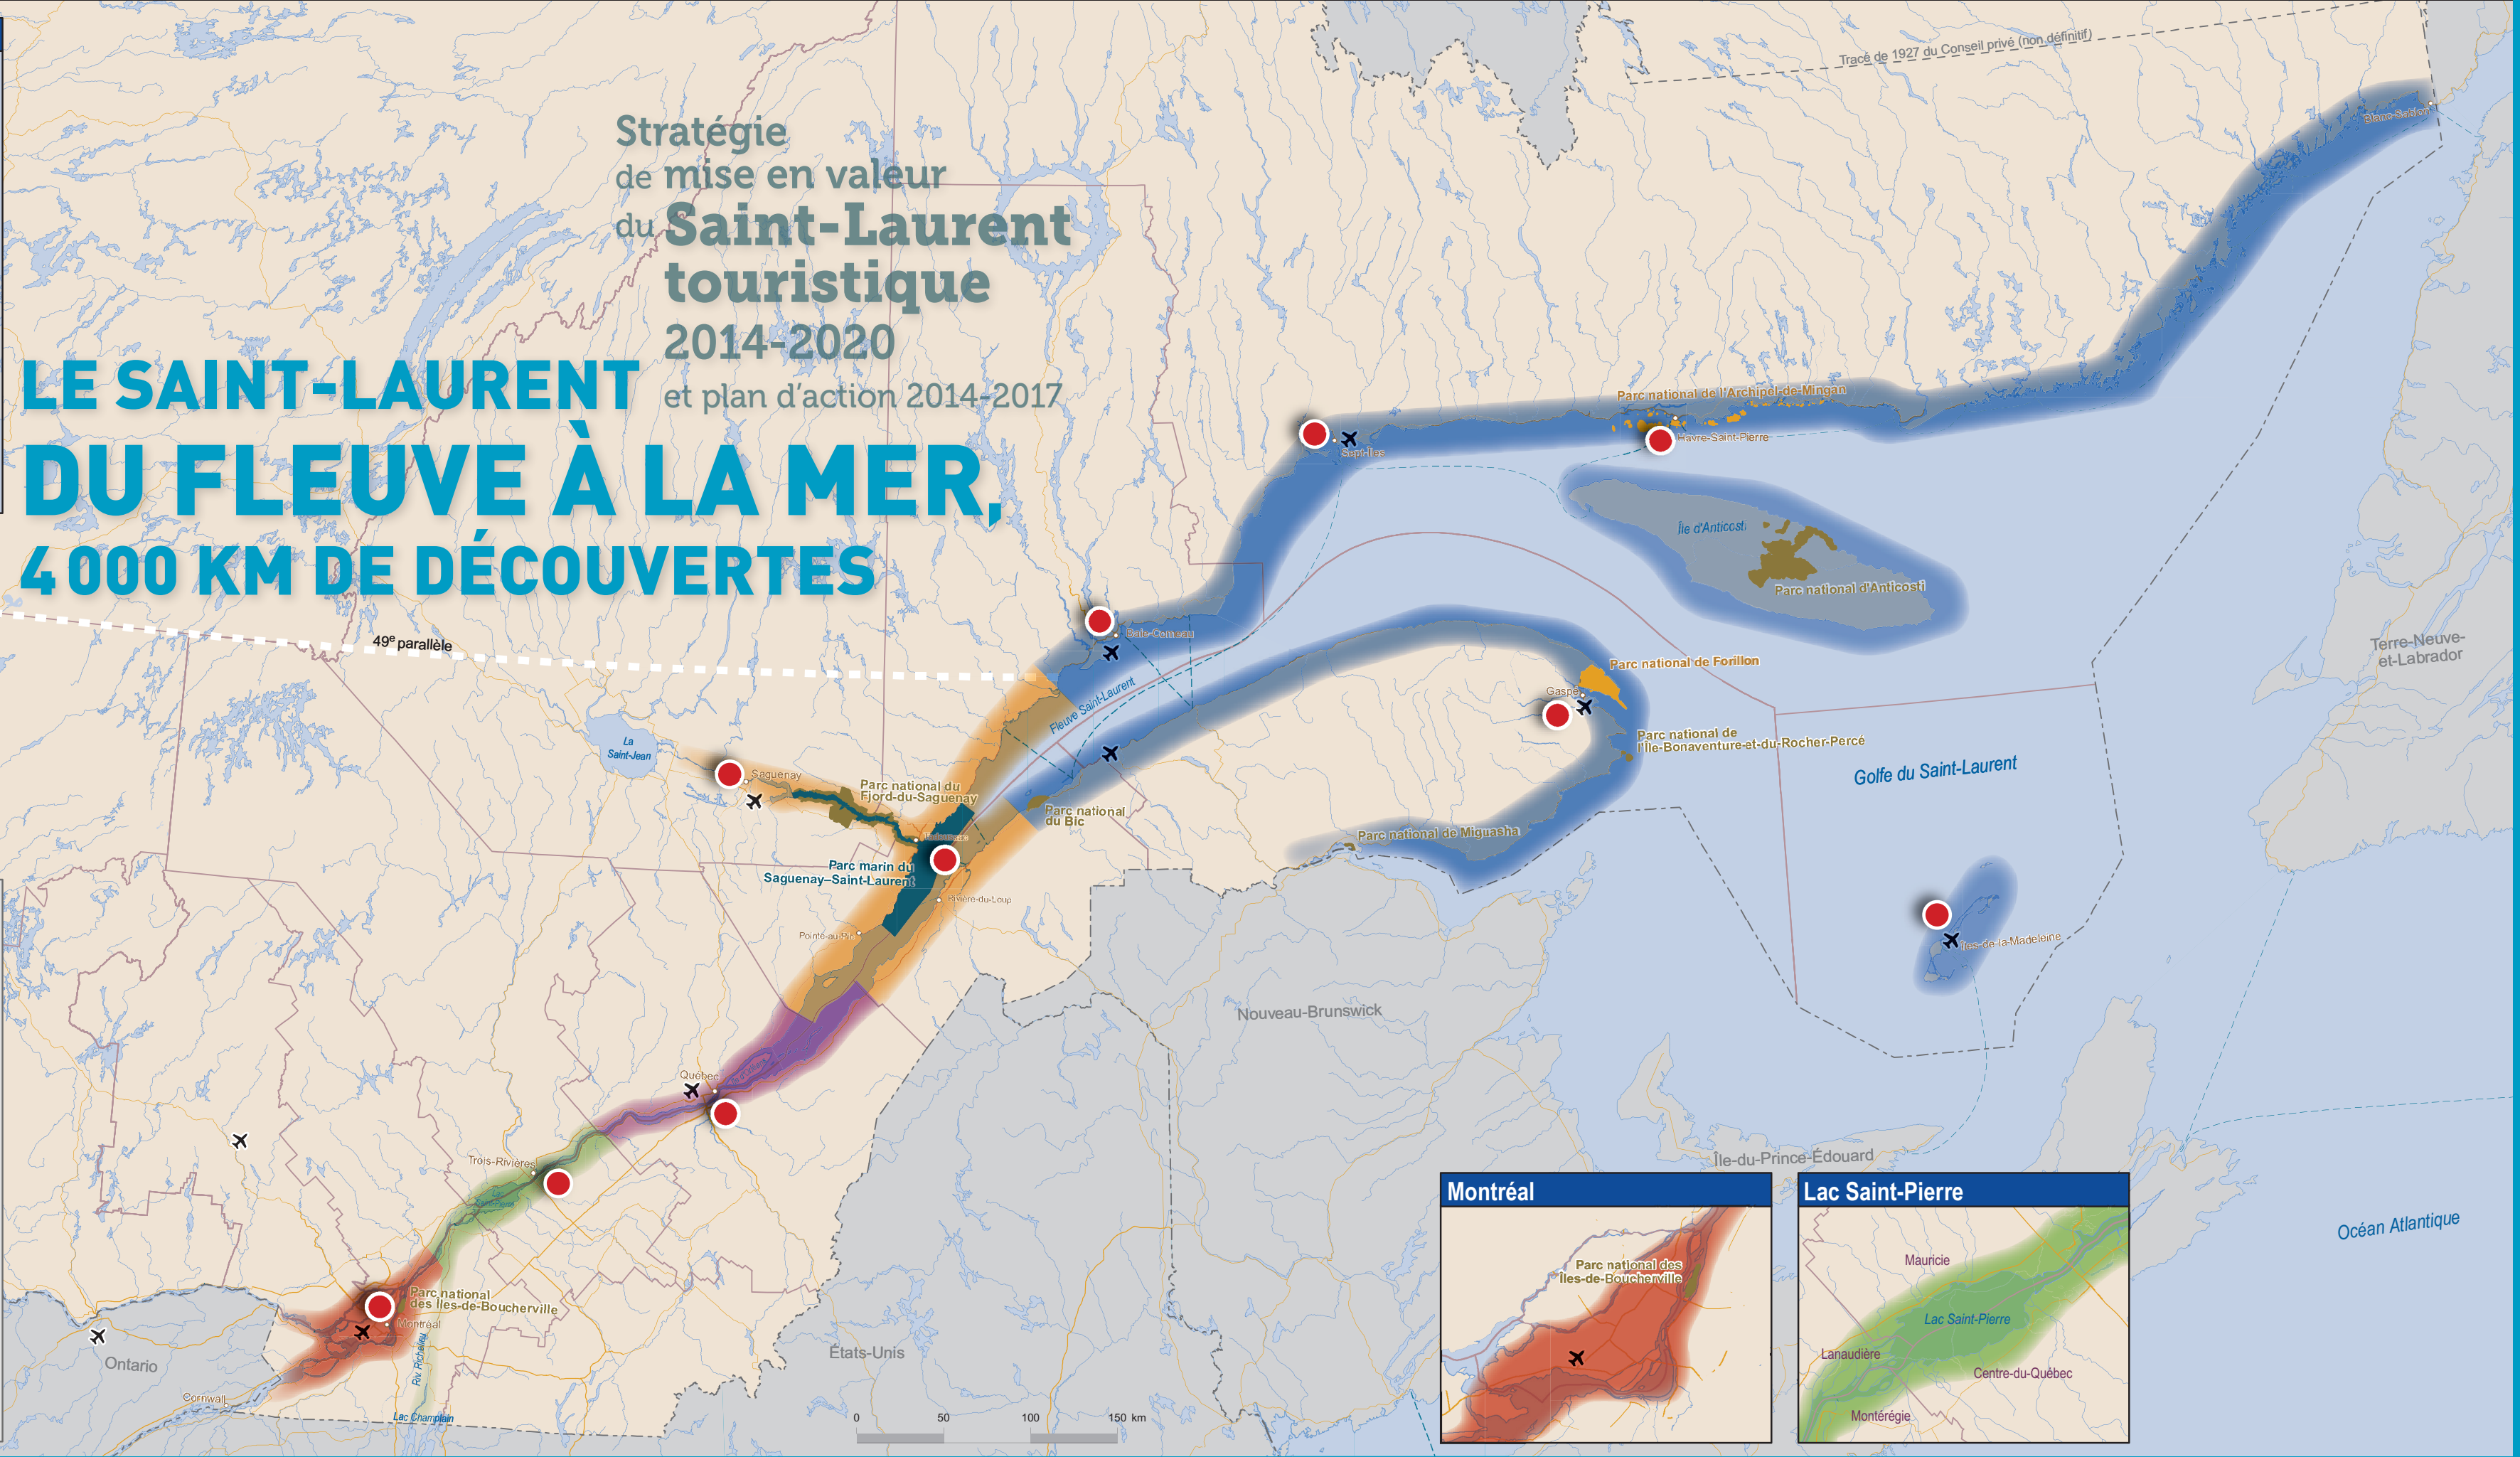 Stratégie
de mise en valeur
du Saint-Laurent
touristique
2014-2020
et plan d'action 2014-2017
LE SAINT-LAURENT
DU FLEUVE À LA MER,
4 000 KM DE DÉCOUVERTES
Tracé de 1927 du Conseil privé (non définitif)
Blanc-Sablon
Parc national de l'Archipel-de-Mingan
Havre-Saint-Pierre
Sept-Îles
Île d'Anticosti
Parc national d'Anticosti
49e parallèle
Baie-Comeau
Terre-Neuve-
et-Labrador
Parc national de Forillon
Gaspé
Fleuve Saint-Laurent
Parc national de
l'Île-Bonaventure-et-du-Rocher-Percé
La
Saint-Jean
Golfe du Saint-Laurent
Saguenay
Parc national du
Fjord-du-Saguenay
Parc national
du Bic
Parc national de Miguasha
Tadoussac
Parc marin du
Saguenay–Saint-Laurent
Rivière-du-Loup
Pointe-au-Pic
Îles-de-la-Madeleine
Nouveau-Brunswick
Québec
Trois-Rivières
Île-du-Prince-Édouard
Océan Atlantique
Parc national
des Îles-de-Boucherville
Montréal
Riv. Richelieu
Ontario
Cornwall
Lac Champlain
États-Unis
0 50 100 150 km
Montréal
Parc national des
Îles-de-Boucherville
Lac Saint-Pierre
Mauricie
Lac Saint-Pierre
Lanaudière
Centre-du-Québec
Montérégie